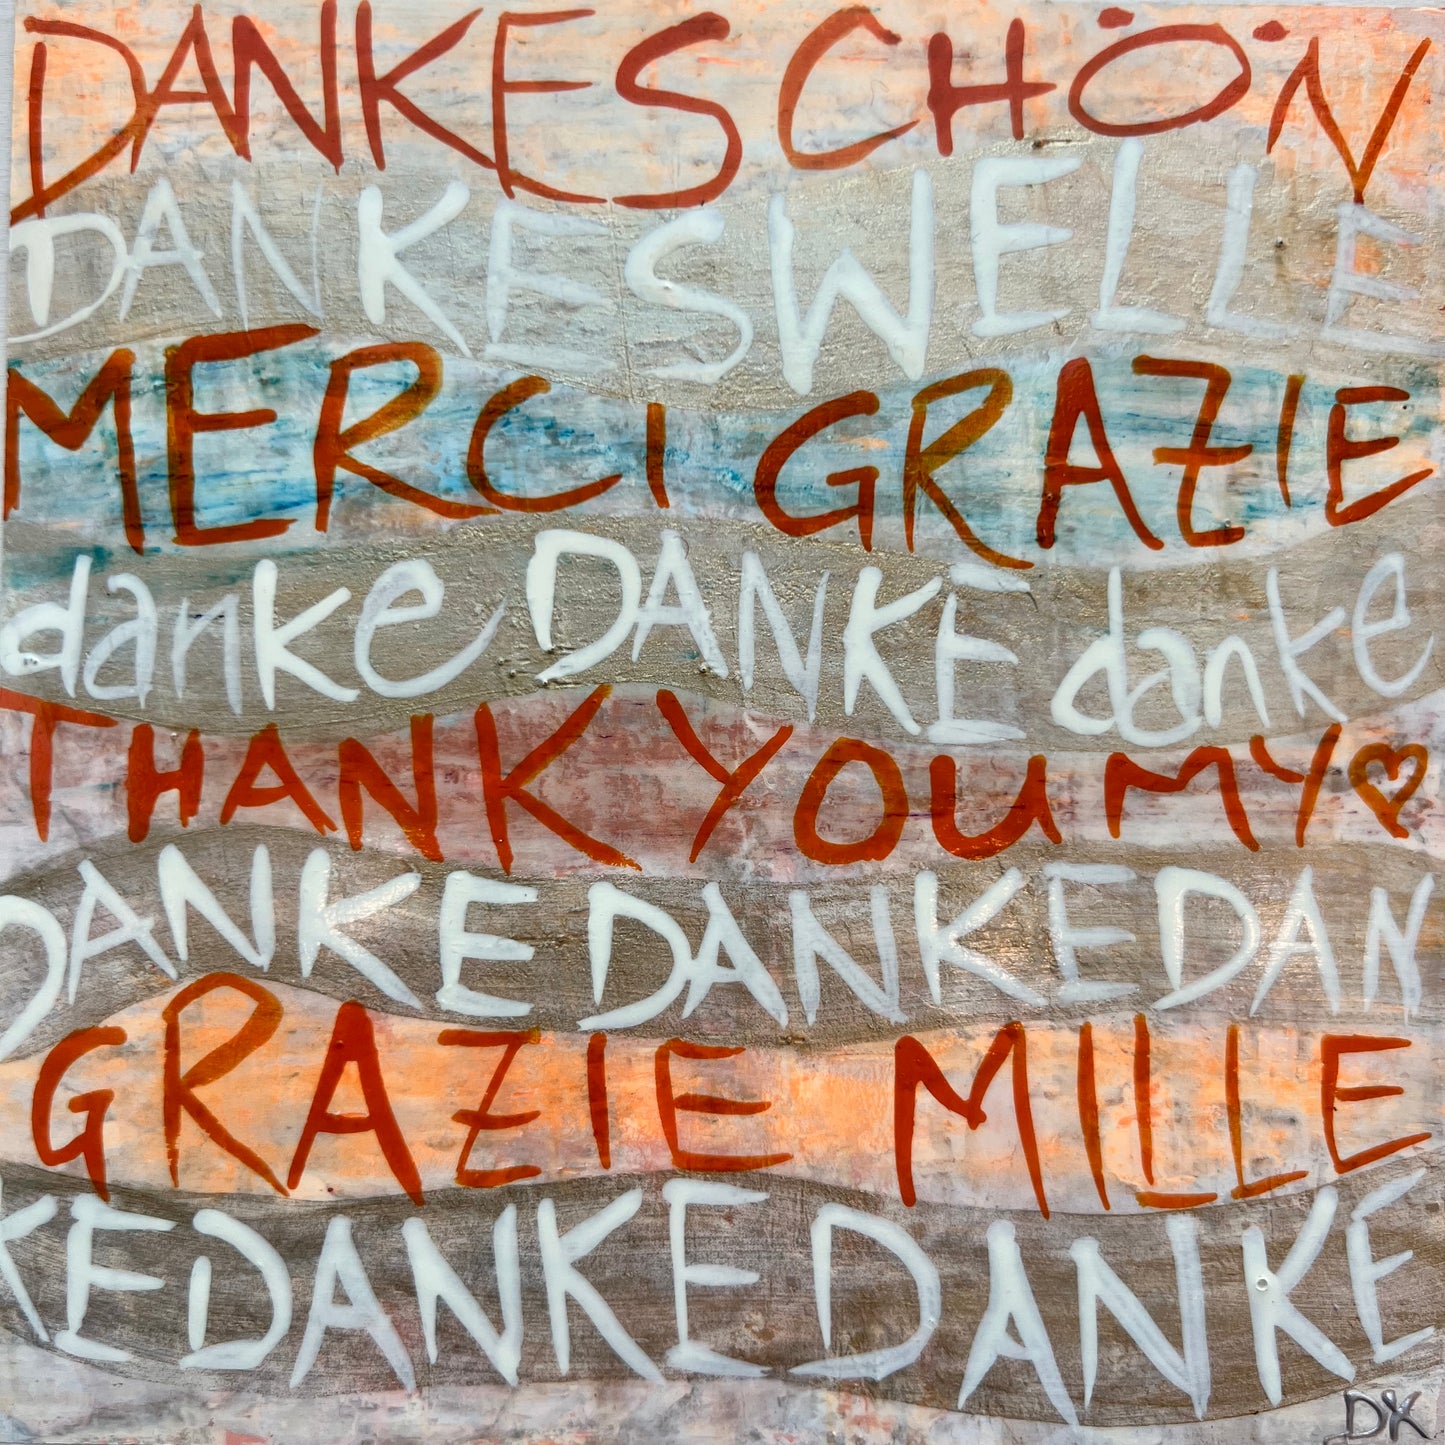 DANKESCHÖN
DANKESWELLE
MERCI GRAZIE
danke DANKE danke
THANK YOU MY ♡
DANKE DANKE DAN
GRAZIE MILLE
KE DANKE DANKE
DK